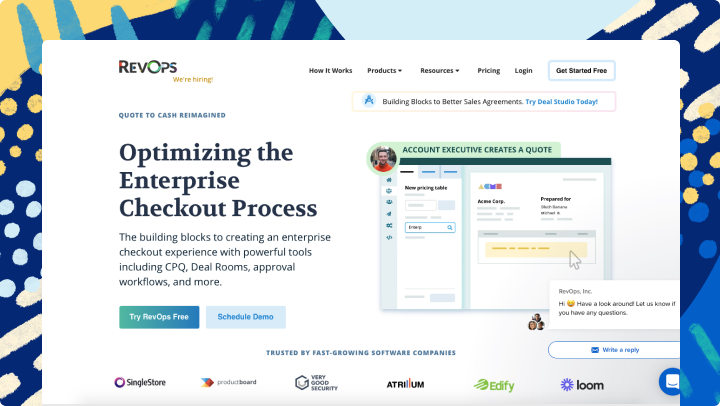 REVOPS
We're hiring!
How It Works Products Resources Pricing Login Get Started Free
Building Blocks to Better Sales Agreements. Try Deal Studio Today!
QUOTE TO CASH REIMAGINED
Optimizing the
Enterprise
Checkout Process
The building blocks to creating an enterprise
checkout experience with powerful tools
including CPQ, Deal Rooms, approval
workflows, and more.
Try RevOps Free Schedule Demo
ACCOUNT EXECUTIVE CREATES A QUOTE
New pricing table
Enterp
ACME
Acme Corp.
Prepared for
Bluth Banana
Michael B
RevOps, Inc.
Hi 😄 Have a look around! Let us know if
you have any questions.
Write a reply
TRUSTED BY FAST-GROWING SOFTWARE COMPANIES
SingleStore
productboard
VERY
GOOD
SECURITY
ATRIUM
Edify
loom